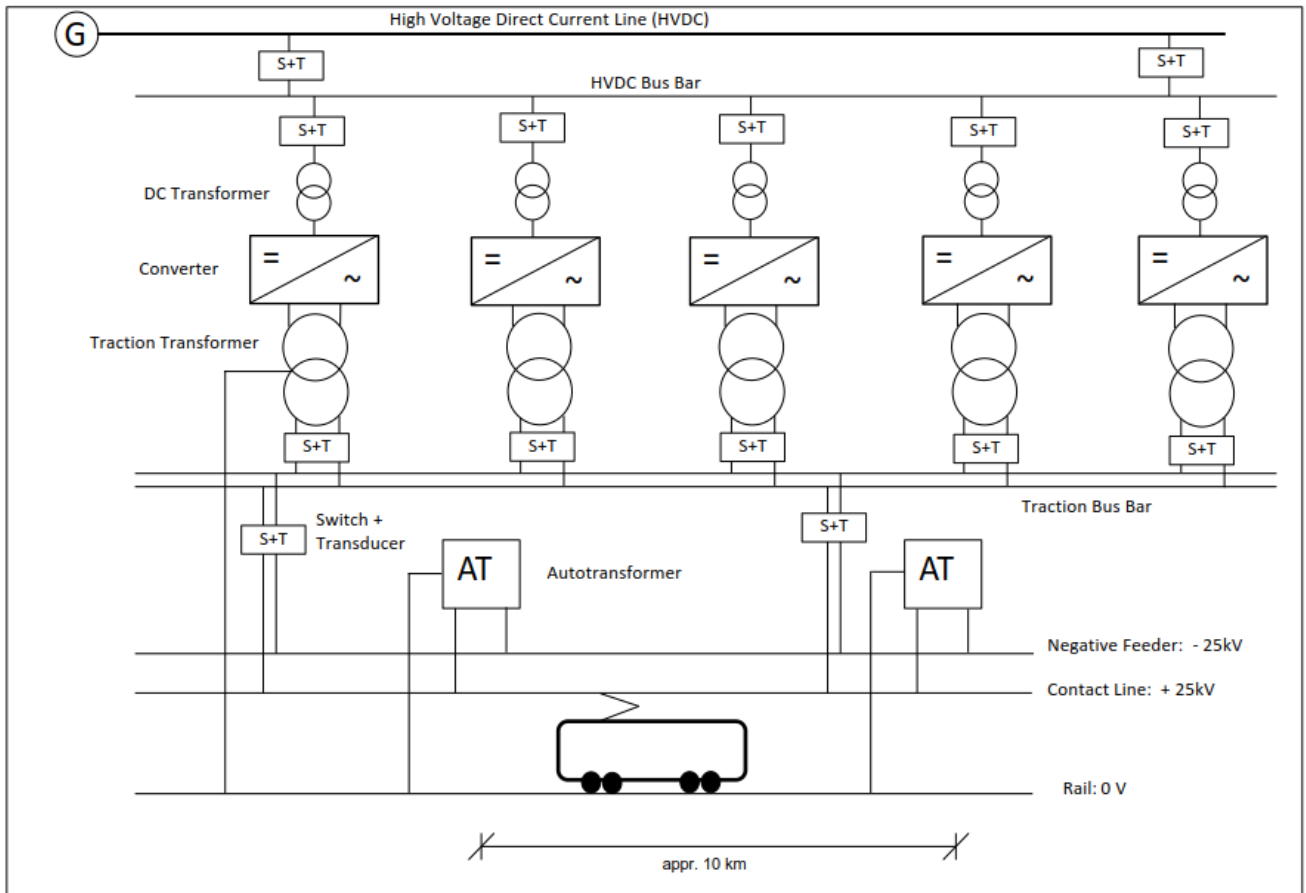 High Voltage Direct Current Line (HVDC)
G
S+T
S+T
HVDC Bus Bar
S+T
S+T
S+T
S+T
S+T
DC Transformer
Converter
=
~
=
~
=
~
=
~
=
~
Traction Transformer
S+T
S+T
S+T
S+T
S+T
Traction Bus Bar
S+T
Switch +
Transducer
S+T
AT
Autotransformer
AT
Negative Feeder: - 25kV
Contact Line: + 25kV
Rail: 0 V
appr. 10 km